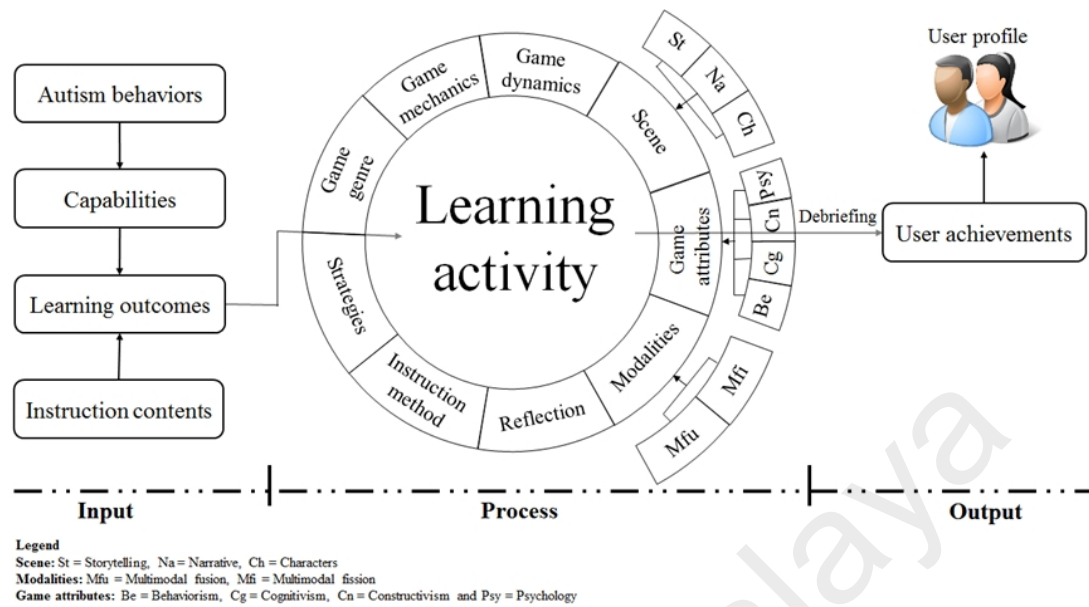 Autism behaviors
Capabilities
Learning outcomes
Instruction contents
Game
genre
Game
mechanics
Game
dynamics
Scene
Game
attributes
Modalities
Reflection
Instruction
method
Strategies
Learning
activity
St
Na
Ch
Psy
Cn
Cg
Be
Mfi
Mfu
Debriefing
User profile
User achievements
Input
Process
Output
Legend
Scene: St = Storytelling, Na = Narrative, Ch = Characters
Modalities: Mfu = Multimodal fusion, Mfi = Multimodal fission
Game attributes: Be = Behaviorism, Cg = Cognitivism, Cn = Constructivism and Psy = Psychology